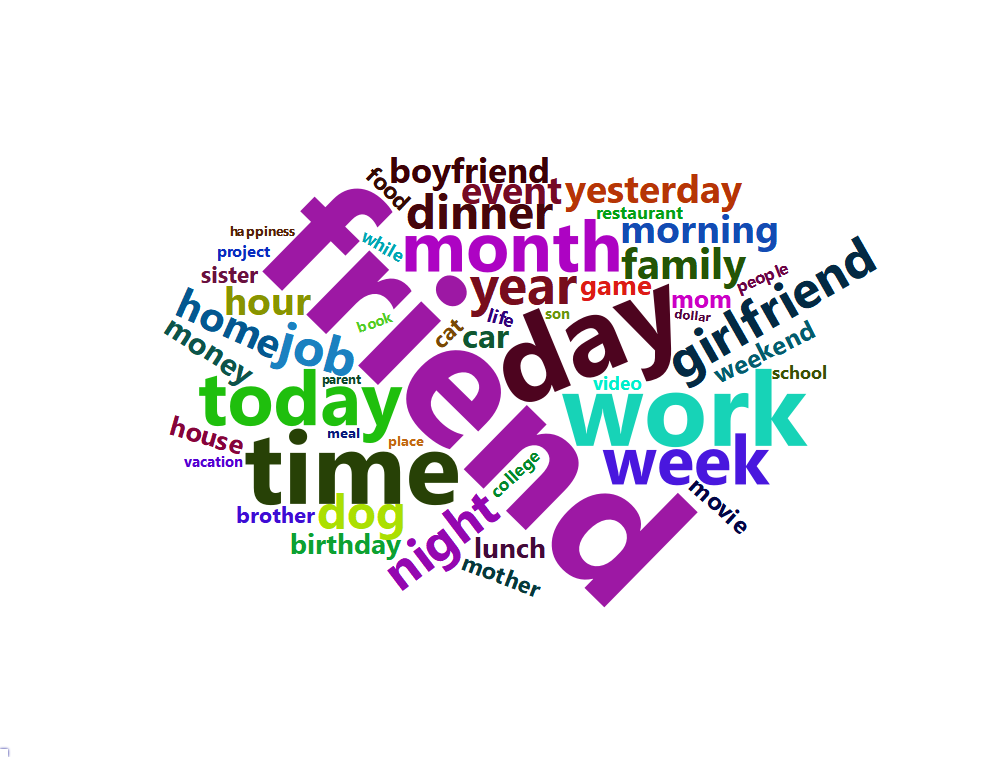 boyfriend
food
event
yesterday
dinner
restaurant
happiness
while
month
morning
project
family
sister
year
game
people
girlfriend
hour
mom
friend
book
life
son
dollar
home
job
cat
car
day
money
weekend
parent
video
school
today
work
house
meal
place
week
vacation
time
college
movie
brother
dog
night
birthday
lunch
mother